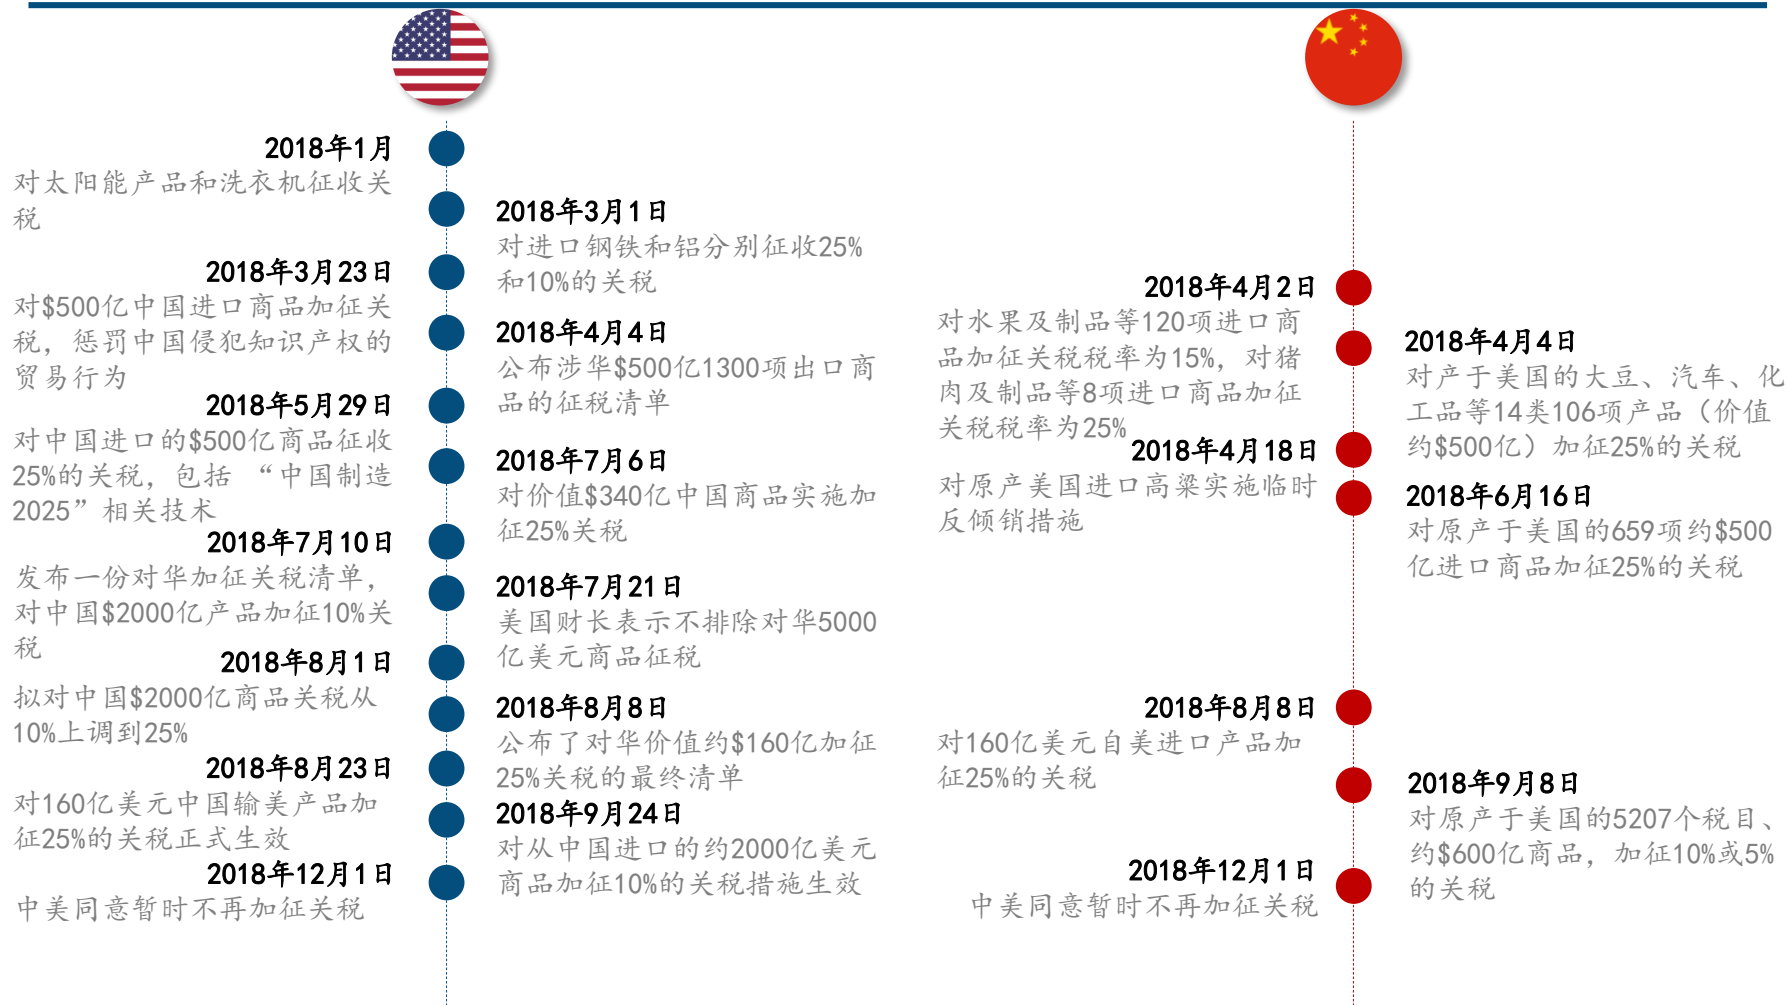 2018年1月
对太阳能产品和洗衣机征收关
税
2018年3月1日
对进口钢铁和铝分别征收25%
和10%的关税
2018年3月23日
对$500亿中国进口商品加征关
税，惩罚中国侵犯知识产权的
贸易行为
2018年4月4日
公布涉华$500亿1300项出口商
品的征税清单
2018年5月29日
对中国进口的$500亿商品征收
25%的关税，包括 “中国制造
2025”相关技术
2018年7月6日
对价值$340亿中国商品实施加
征25%关税
2018年7月10日
发布一份对华加征关税清单，
对中国$2000亿产品加征10%关
税
2018年7月21日
美国财长表示不排除对华5000
亿美元商品征税
2018年8月1日
拟对中国$2000亿商品关税从
10%上调到25%
2018年8月8日
公布了对华价值约$160亿加征
25%关税的最终清单
2018年8月23日
对160亿美元中国输美产品加
征25%的关税正式生效
2018年9月24日
对从中国进口的约2000亿美元
商品加征10%的关税措施生效
2018年12月1日
中美同意暂时不再加征关税
2018年4月2日
对水果及制品等120项进口商
品加征关税税率为15%，对猪
肉及制品等8项进口商品加征
关税税率为25%
2018年4月4日
对产于美国的大豆、汽车、化
工品等14类106项产品（价值
约$500亿）加征25%的关税
2018年4月18日
对原产美国进口高粱实施临时
反倾销措施
2018年6月16日
对原产于美国的659项约$500
亿进口商品加征25%的关税
2018年8月8日
对160亿美元自美进口产品加
征25%的关税
2018年9月8日
对原产于美国的5207个税目、
约$600亿商品，加征10%或5%
的关税
2018年12月1日
中美同意暂时不再加征关税